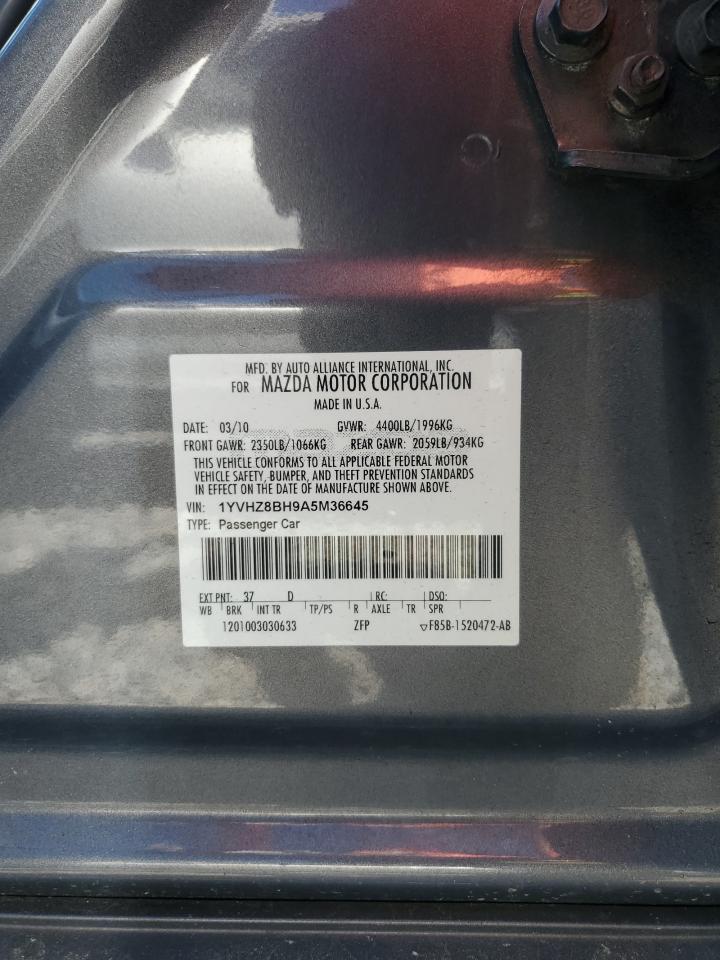 MFD. BY AUTO ALLIANCE INTERNATIONAL, INC.
FOR MAZDA MOTOR CORPORATION
MADE IN U.S.A.
DATE: 03/10 GVWR: 4400LB/1996KG
FRONT GAWR: 2350LB/1066KG REAR GAWR: 2059LB/934KG
THIS VEHICLE CONFORMS TO ALL APPLICABLE FEDERAL MOTOR
VEHICLE SAFETY, BUMPER, AND THEFT PREVENTION STANDARDS
IN EFFECT ON THE DATE OF MANUFACTURE SHOWN ABOVE.
VIN: 1YVHZ8BH9A5M36645
TYPE: Passenger Car
EXT PNT: 37 D RC: DSO:
WB BRK INT TR TP/PS R AXLE TR SPR
1201003030633 ZFP ▽F85B-1520472-AB